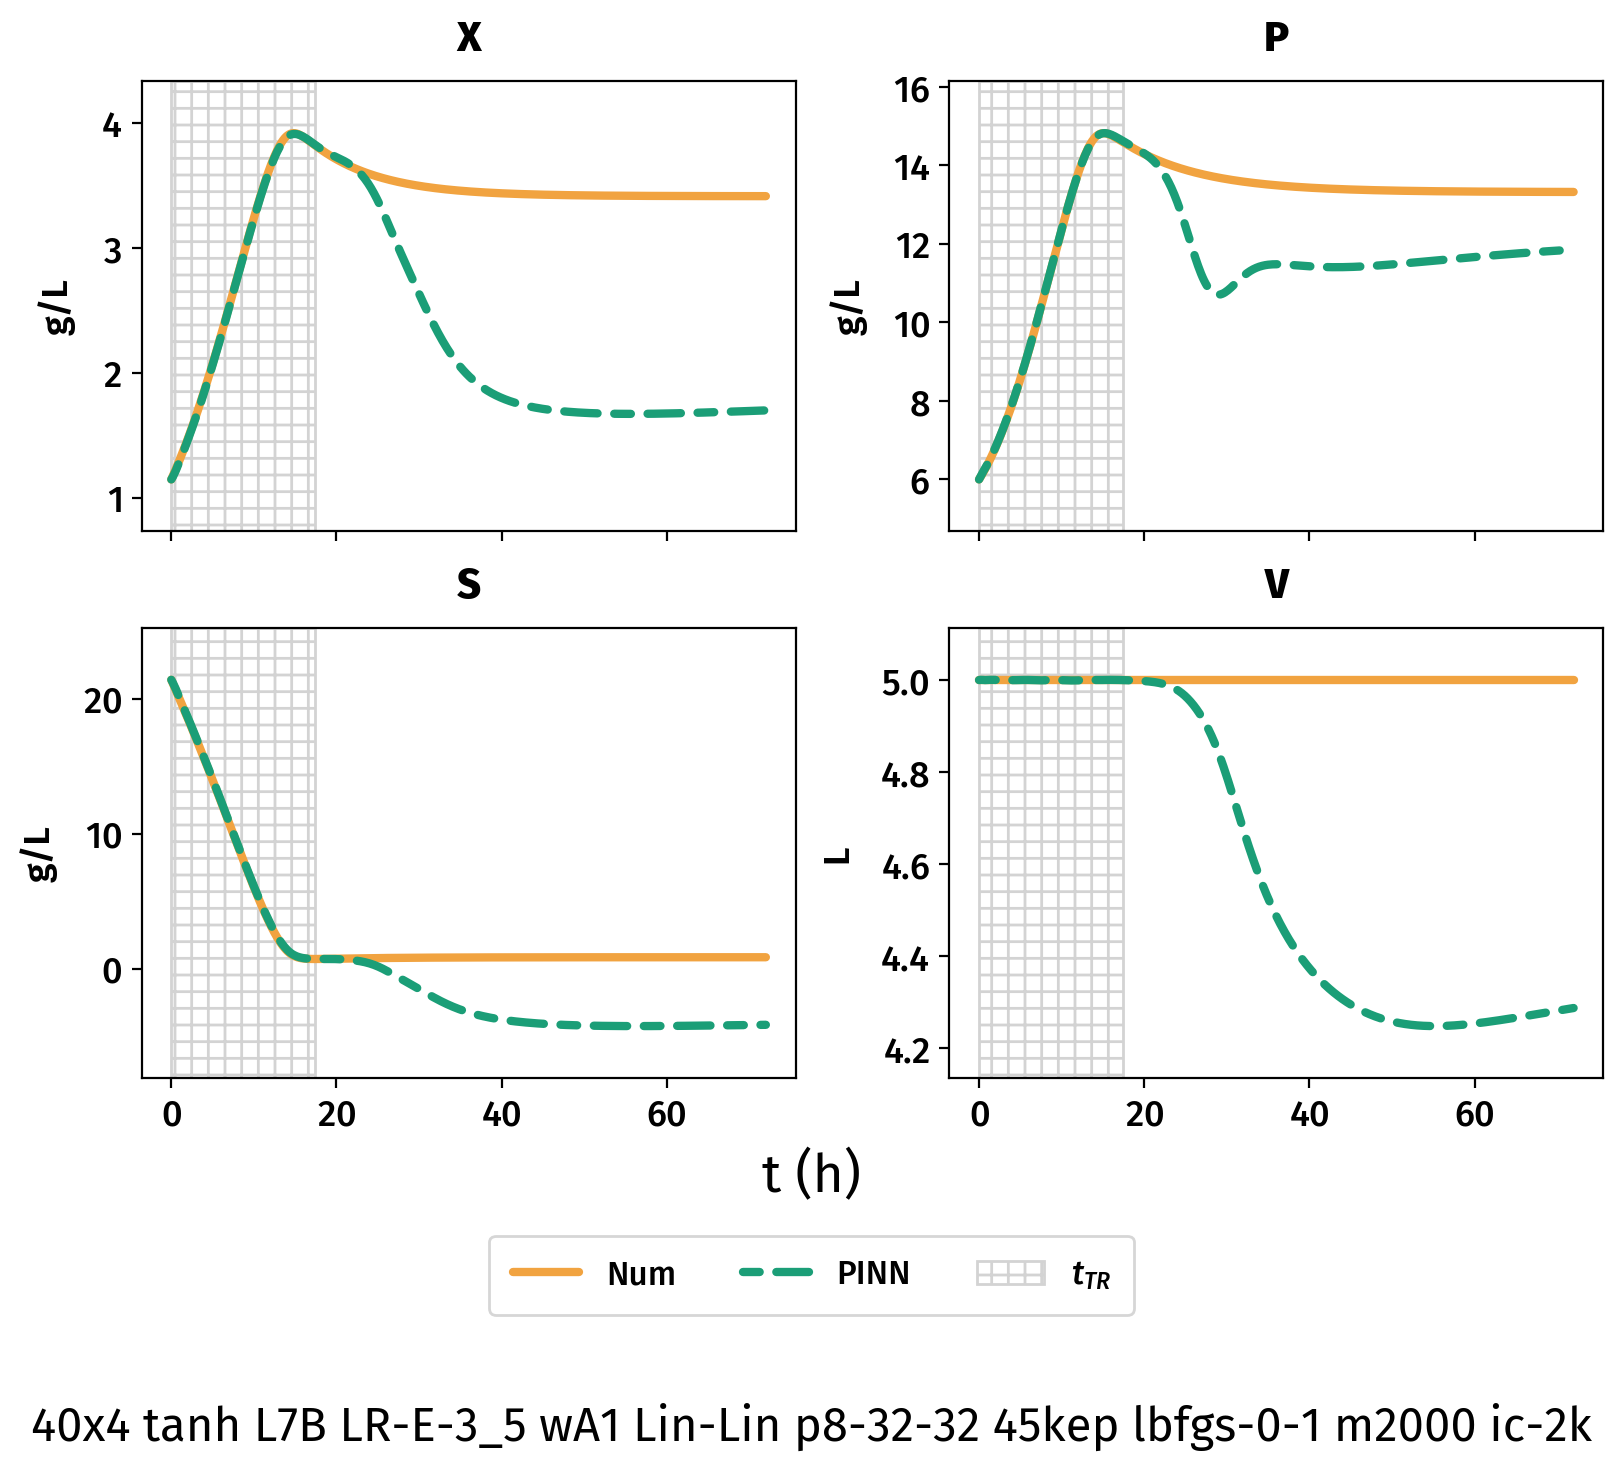 X
P
4
3
2
1
g/L
16
14
12
10
8
6
g/L
S
V
20
10
0
g/L
5.0
4.8
4.6
4.4
4.2
L
0 20 40 60
0 20 40 60
t (h)
Num PINN t_TR
40x4 tanh L7B LR-E-3_5 wA1 Lin-Lin p8-32-32 45kep lbfgs-0-1 m2000 ic-2k